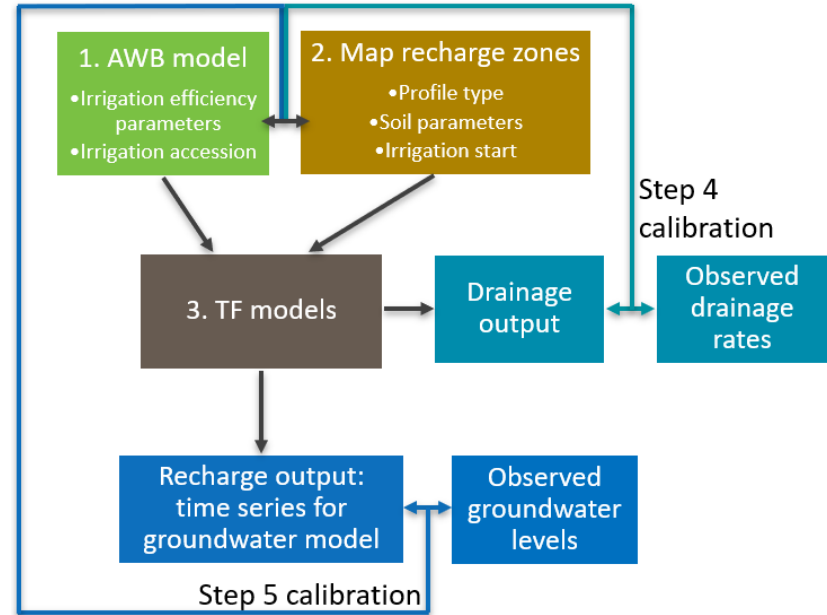 1. AWB model
•Irrigation efficiency
parameters
•Irrigation accession
2. Map recharge zones
•Profile type
•Soil parameters
•Irrigation start
Step 4
calibration
3. TF models
Drainage
output
Observed
drainage
rates
Recharge output:
time series for
groundwater model
Observed
groundwater
levels
Step 5 calibration